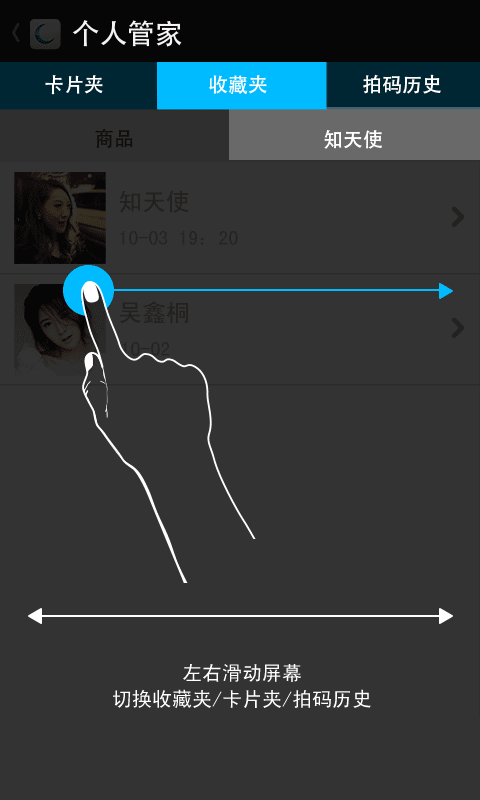 个人管家
卡片夹 收藏夹 拍码历史
商品 知天使
知天使
10-03 19：20
吴鑫桐
10-02
左右滑动屏幕
切换收藏夹/卡片夹/拍码历史